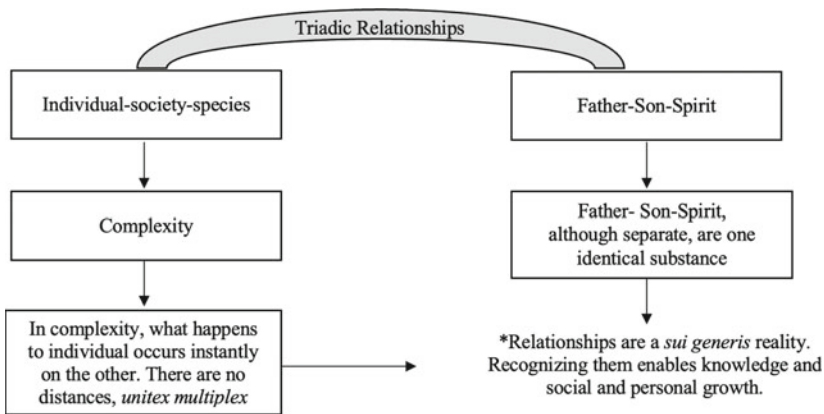 Triadic Relationships
Individual-society-species
Father-Son-Spirit
Complexity
Father- Son-Spirit,
although separate, are one
identical substance
In complexity, what happens
to individual occurs instantly
on the other. There are no
distances, unitex multiplex
*Relationships are a sui generis reality.
Recognizing them enables knowledge and
social and personal growth.